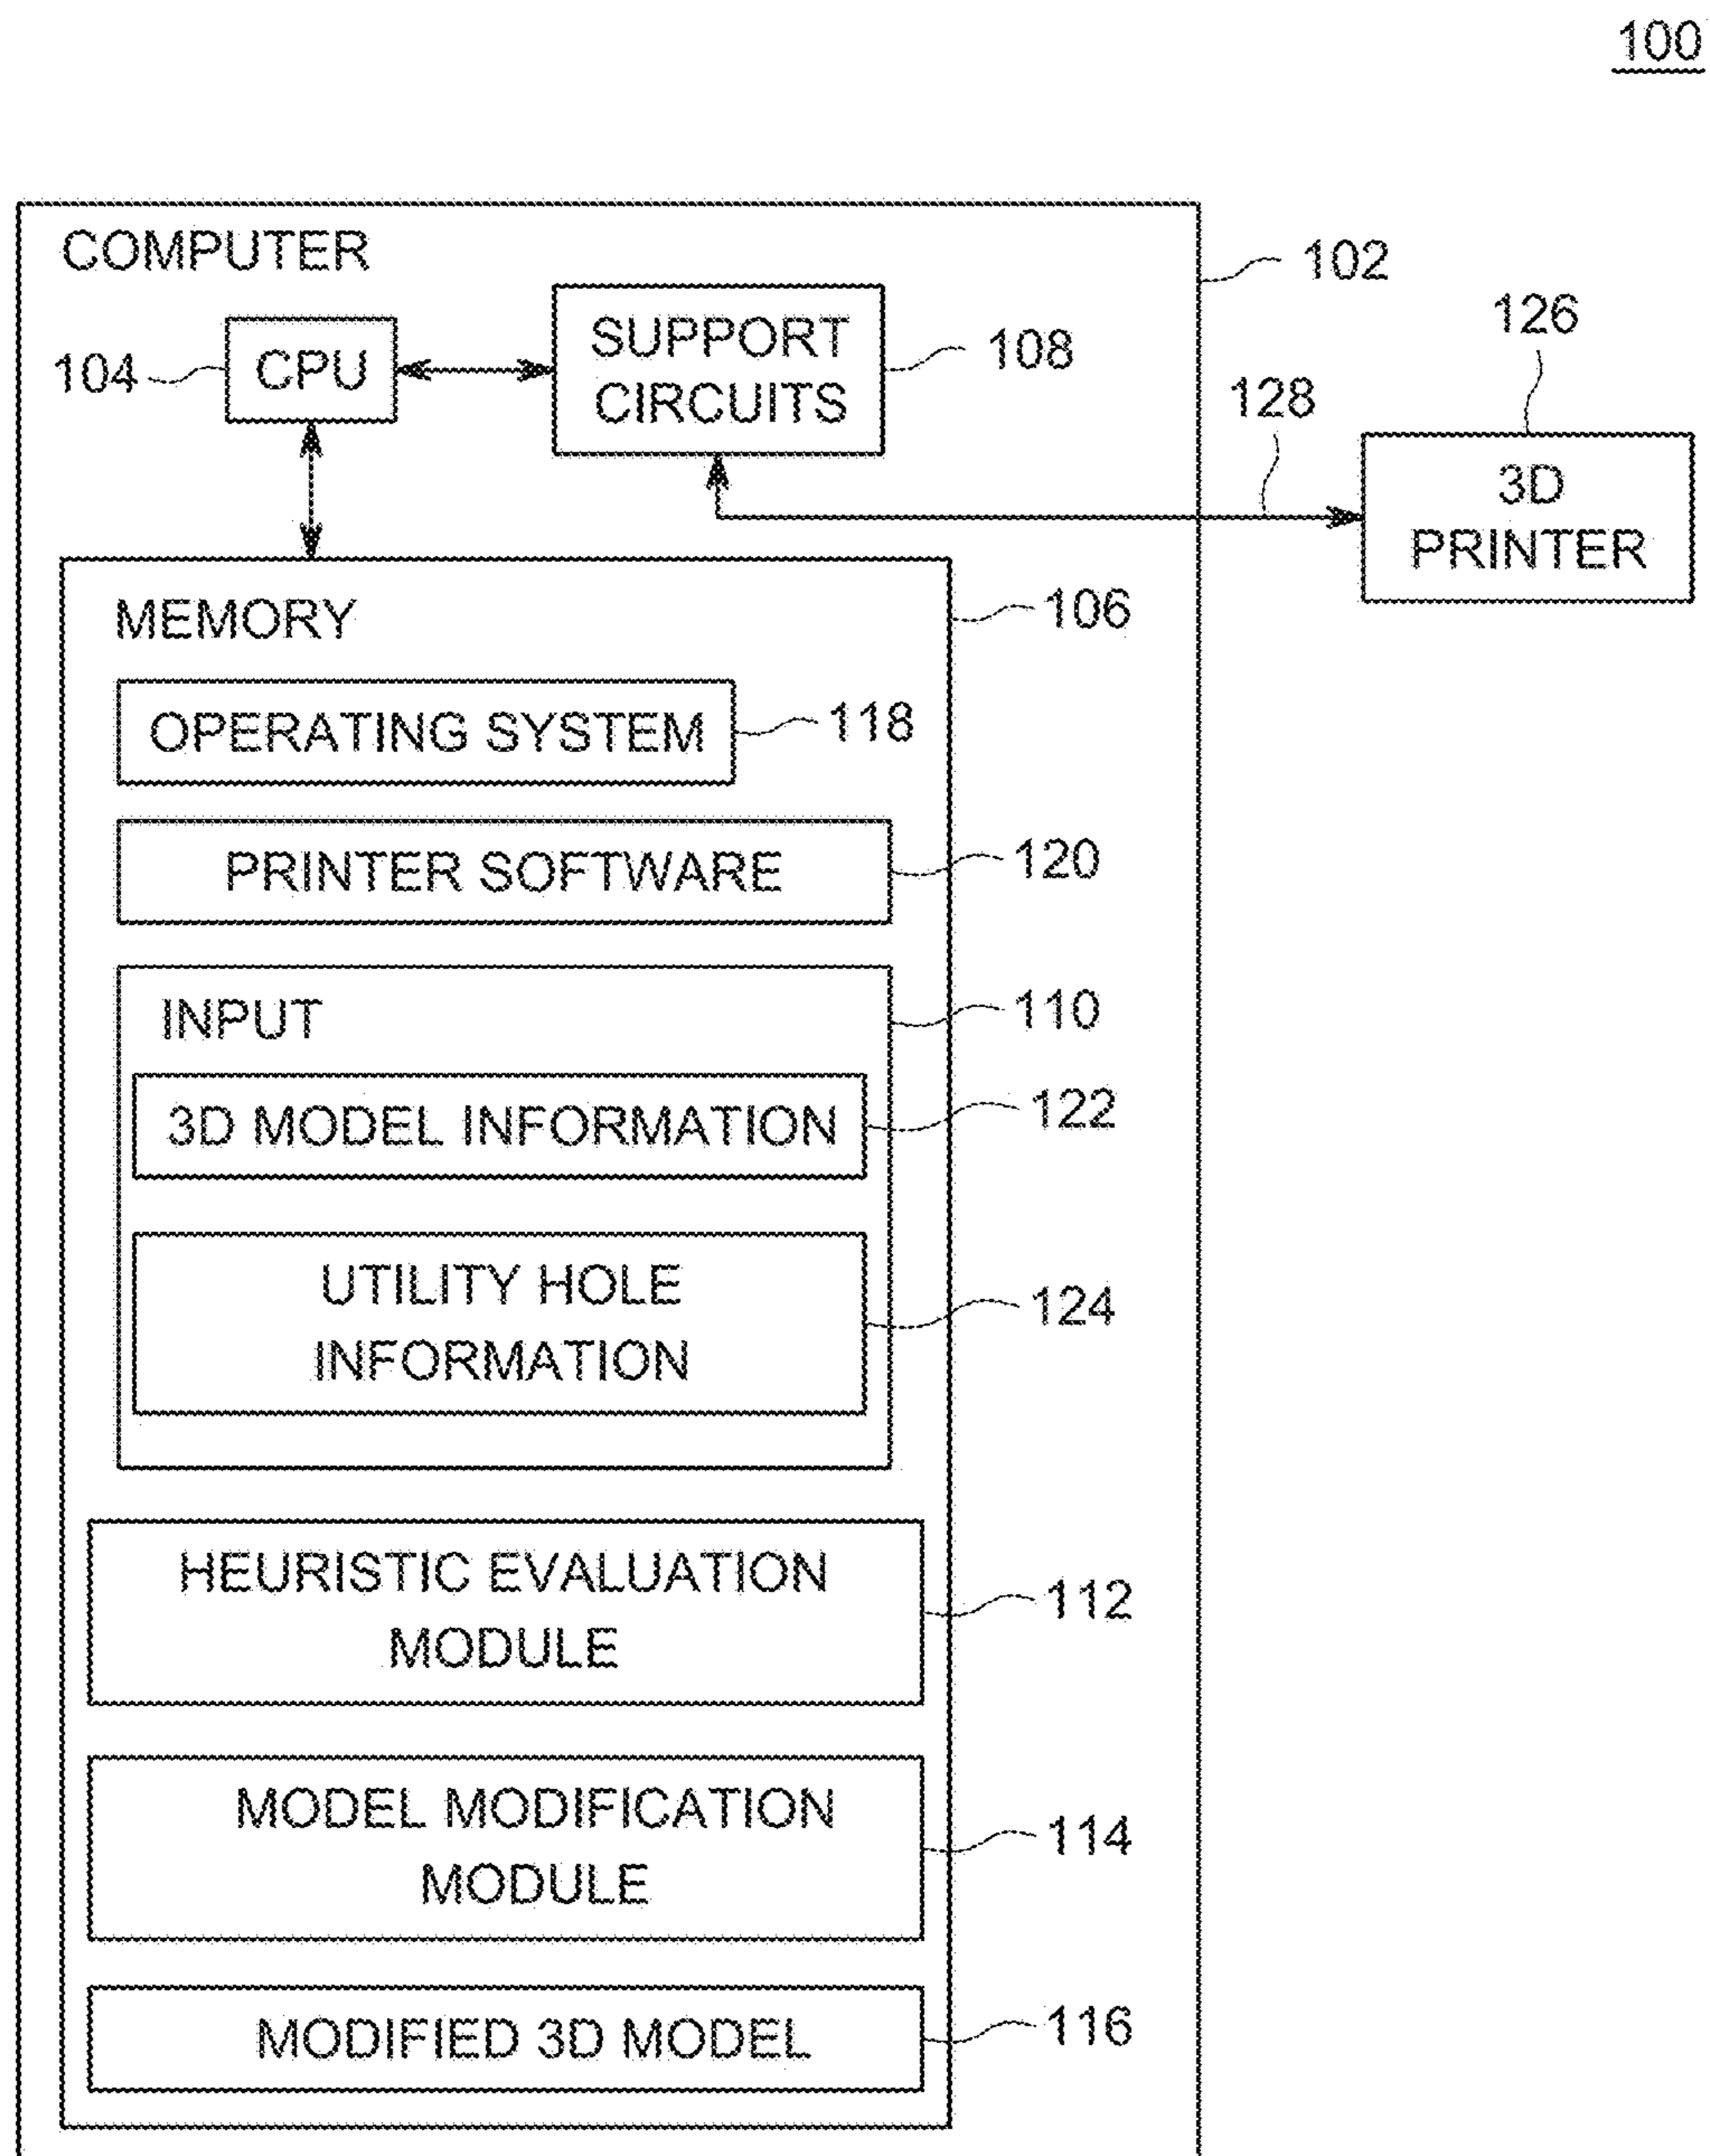 100
COMPUTER
102
104
CPU
SUPPORT
CIRCUITS
108
128
126
3D
PRINTER
MEMORY
106
OPERATING SYSTEM
118
PRINTER SOFTWARE
120
INPUT
110
3D MODEL INFORMATION
122
UTILITY HOLE
INFORMATION
124
HEURISTIC EVALUATION
MODULE
112
MODEL MODIFICATION
MODULE
114
MODIFIED 3D MODEL
116